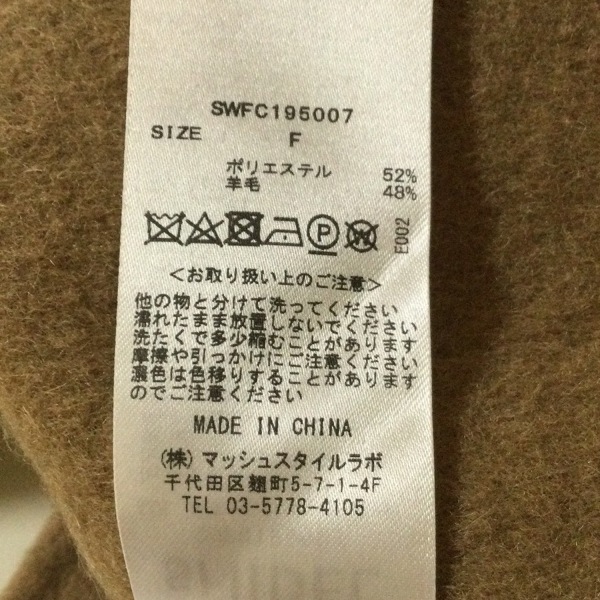 SWFC195007
SIZE F
ポリエステル 52%
羊毛 48%
P W E002
<お取り扱い上のご注意>
他の物と分けて洗ってください
濡れたまま放置しないでください
洗たくで多少縮むことがあります
摩擦や引っかけにご注意ください
濃色は色移りすることがあります
のでご注意ください
MADE IN CHINA
(株)マッシュスタイルラボ
千代田区麹町5-7-1-4F
TEL 03-5778-4105